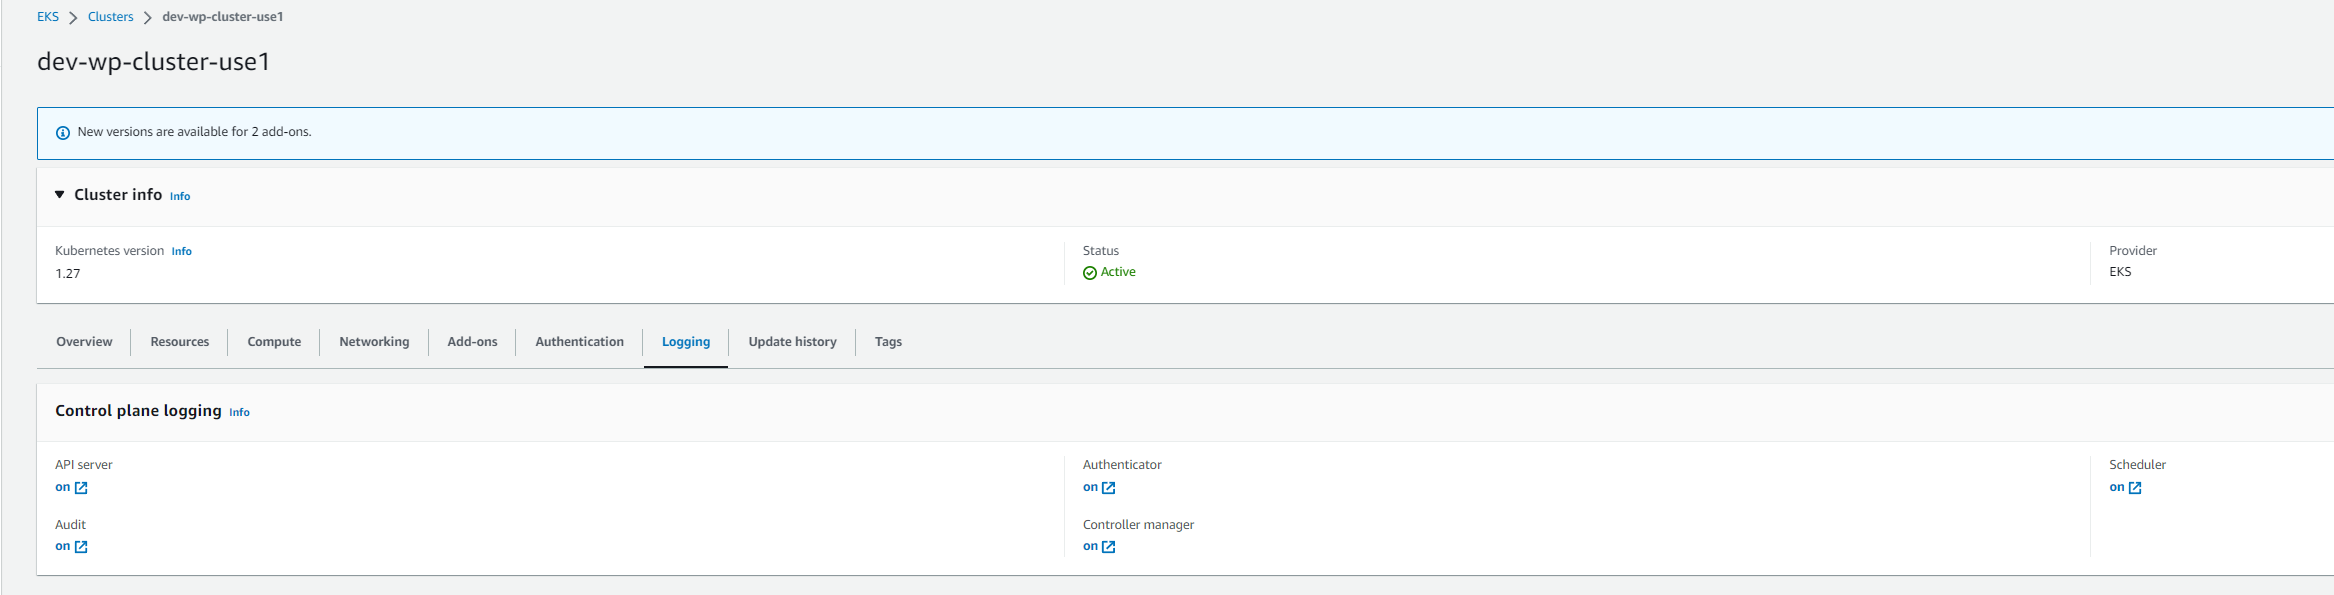 EKS Clusters dev-wp-cluster-use1
dev-wp-cluster-use1
New versions are available for 2 add-ons.
Cluster info Info
Kubernetes version Info
1.27
Status
Active
Provider
EKS
Overview Resources Compute Networking Add-ons Authentication Logging Update history Tags
Control plane logging Info
API server
on
Audit
on
Authenticator
on
Controller manager
on
Scheduler
on